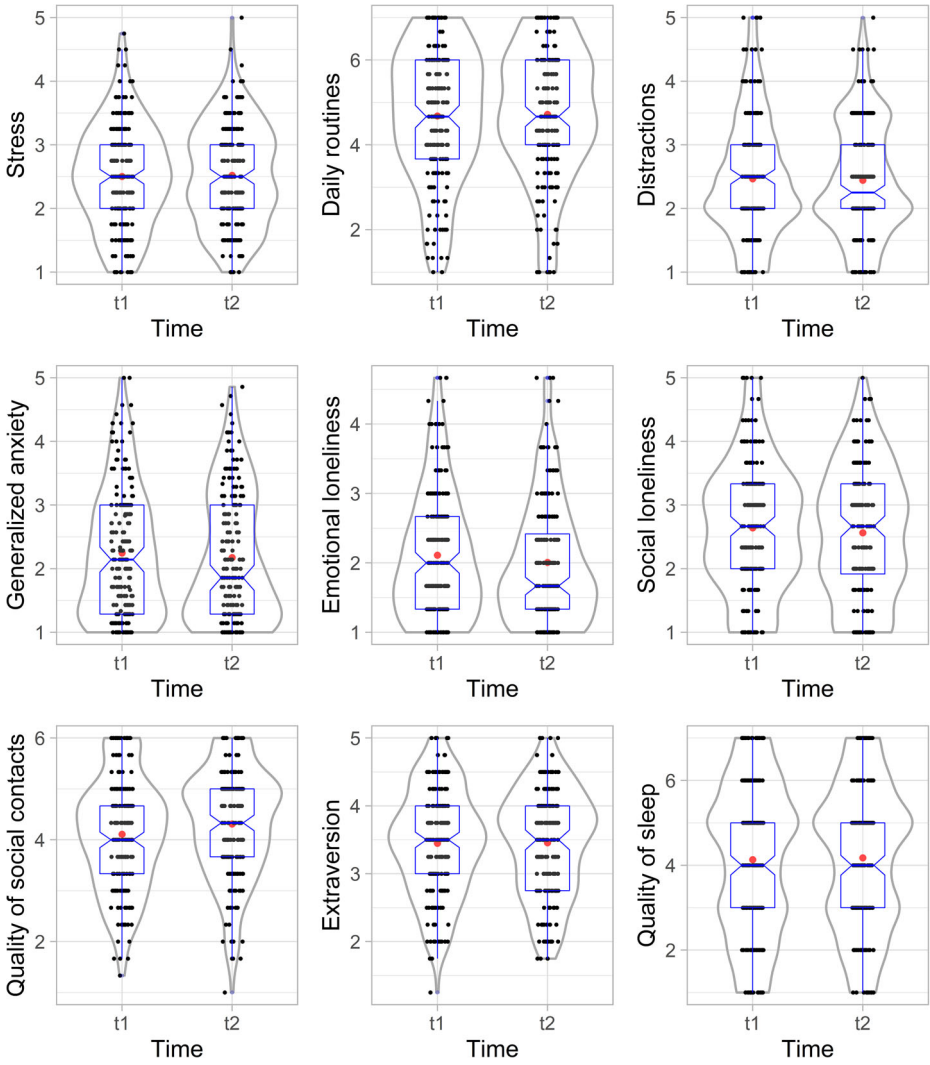 Stress
5
4
3
2
1
t1 t2
Time
Daily routines
6
4
2
t1 t2
Time
Distractions
5
4
3
2
1
t1 t2
Time
Generalized anxiety
5
4
3
2
1
t1 t2
Time
Emotional loneliness
4
3
2
1
t1 t2
Time
Social loneliness
5
4
3
2
1
t1 t2
Time
Quality of social contacts
6
4
2
t1 t2
Time
Extraversion
5
4
3
2
t1 t2
Time
Quality of sleep
6
4
2
t1 t2
Time